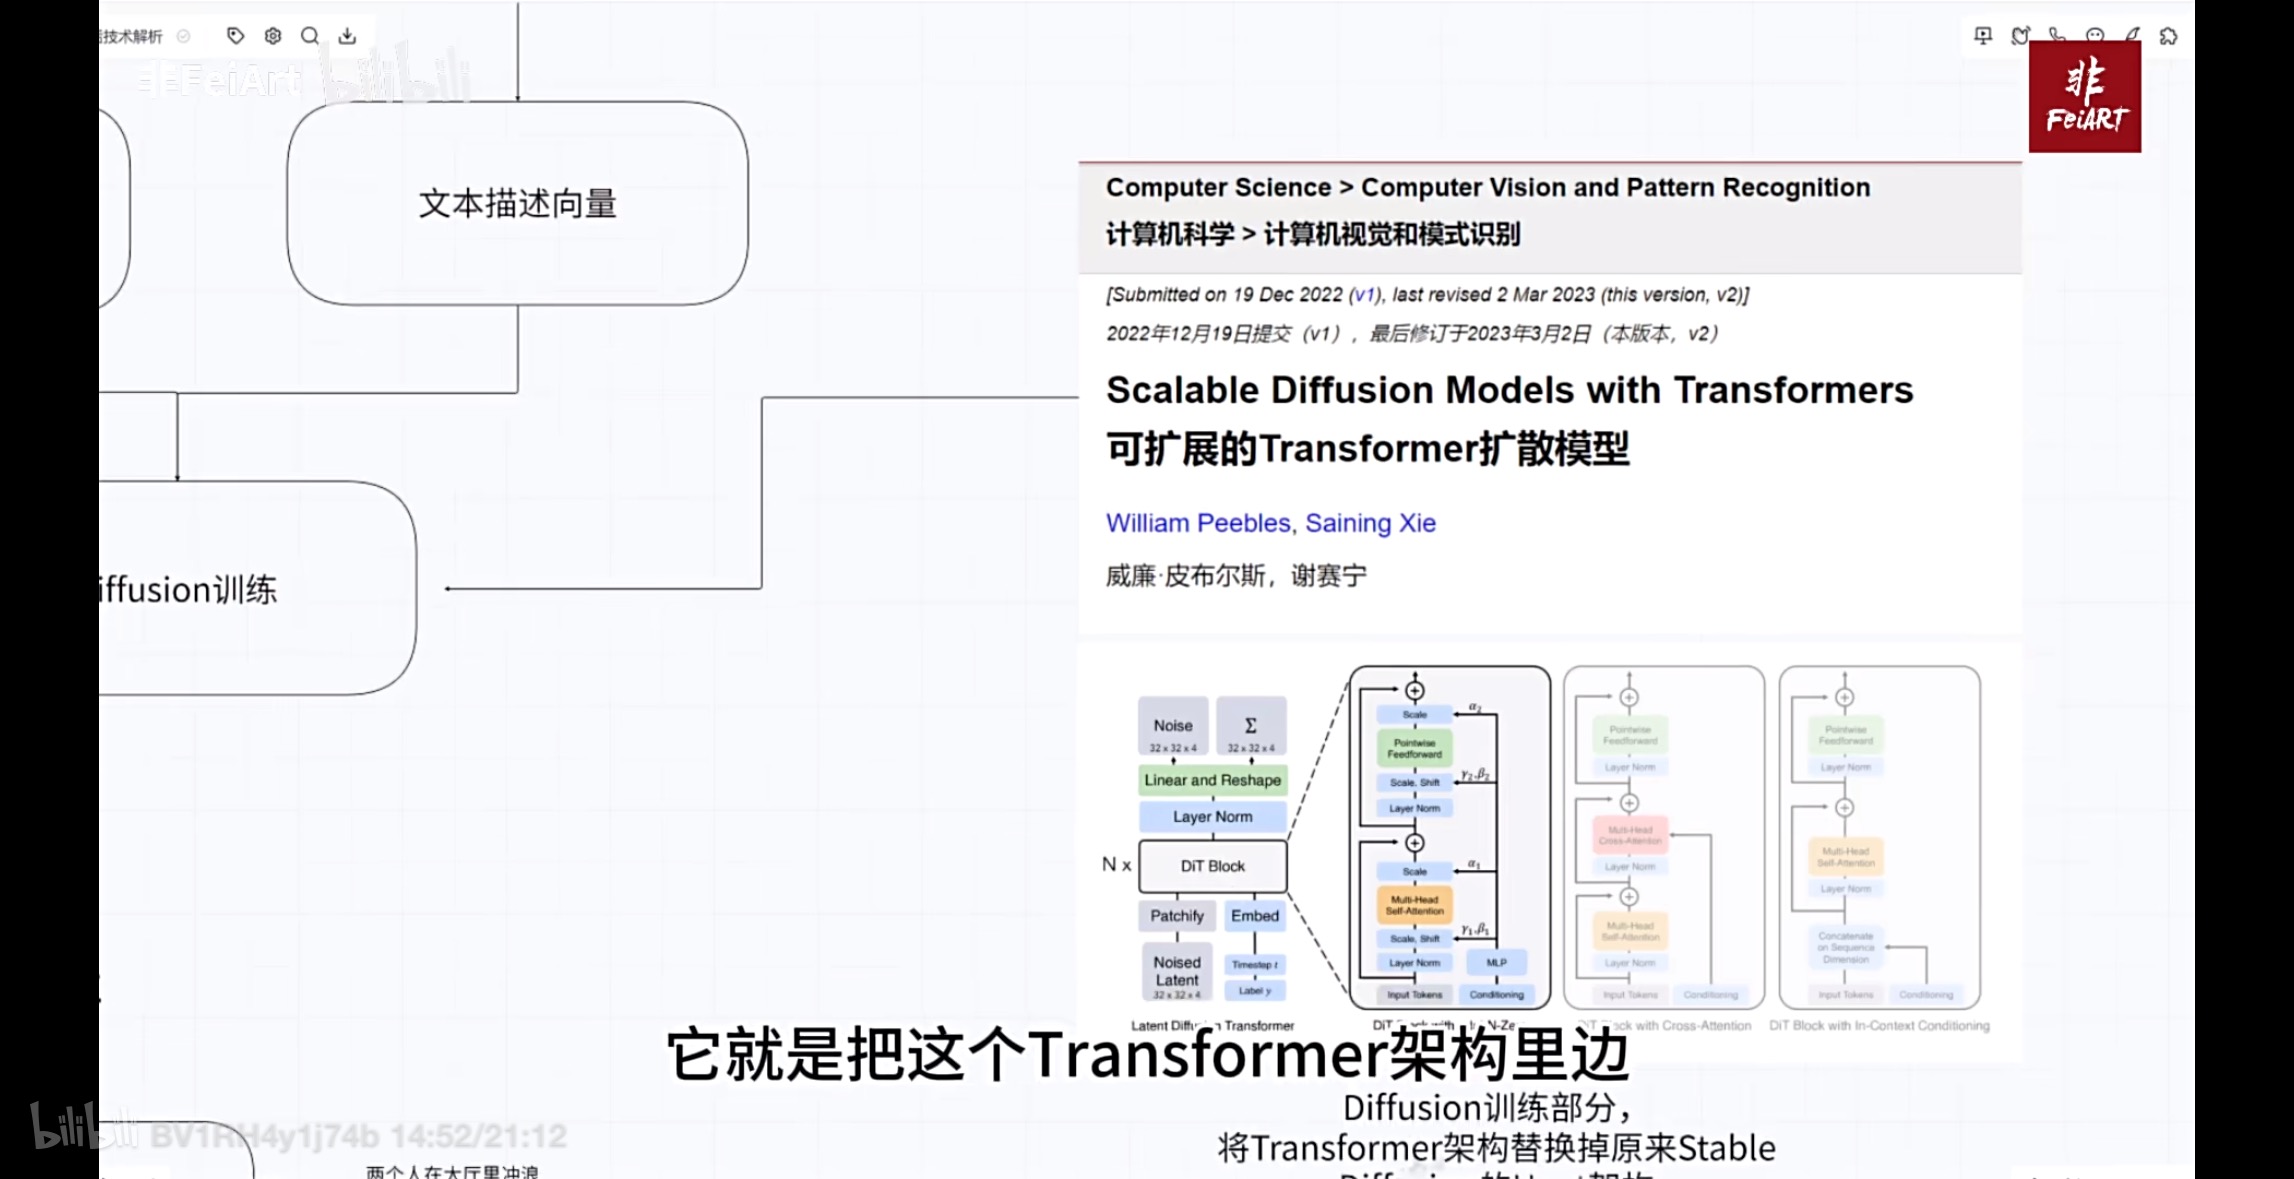 技术解析
非FeiArt bilibili
非
FeiART
文本描述向量
iffusion训练
Computer Science > Computer Vision and Pattern Recognition
计算机科学 > 计算机视觉和模式识别
[Submitted on 19 Dec 2022 (v1), last revised 2 Mar 2023 (this version, v2)]
2022年12月19日提交（v1），最后修订于2023年3月2日（本版本，v2）
Scalable Diffusion Models with Transformers
可扩展的Transformer扩散模型
William Peebles, Saining Xie
威廉·皮布尔斯，谢赛宁
Noise
32 x 32 x 4
Σ
32 x 32 x 4
Linear and Reshape
Layer Norm
N x
DiT Block
Patchify
Embed
Noised
Latent
32 x 32 x 4
Timestep t
Label y
Latent Diffu Transformer
Scale
α2
Pointwise
Feedforward
Scale, Shift
γ2,β2
Layer Norm
Scale
α1
Multi-Head
Self-Attention
Scale, Shift
γ1,β1
Layer Norm
MLP
Input Tokens
Conditioning
Pointwise
Feedforward
Layer Norm
Multi-Head
Cross-Attention
Layer Norm
Multi-Head
Self-Attention
Layer Norm
Input Tokens
Conditioning
DiT ck with Cross-Attention
Pointwise
Feedforward
Layer Norm
Multi-Head
Self-Attention
Layer Norm
Concatenate
on Sequence
Dimension
Input Tokens
Conditioning
DiT Block with In-Context Conditioning
它就是把这个Transformer架构里边
Diffusion训练部分，
将Transformer架构替换掉原来Stable
bilibili BV1RH4y1j74b 14:52/21:12
两个人在大厅里冲浪